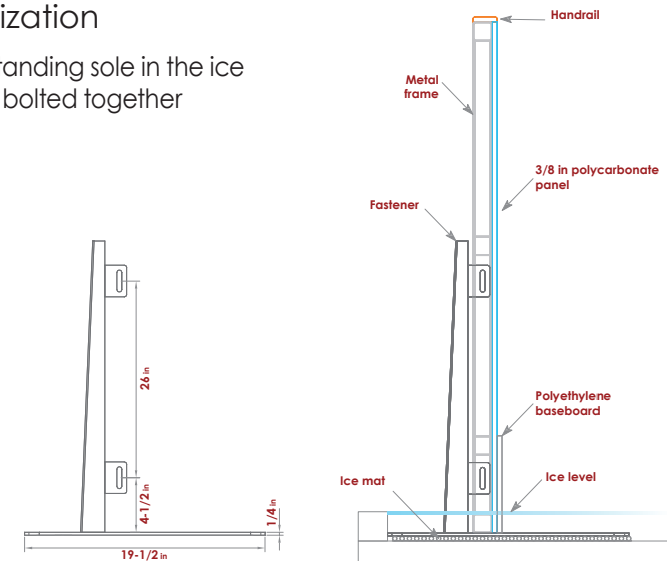 ization
tanding sole in the ice
bolted together
Handrail
Metal
frame
3/8 in polycarbonate
panel
Fastener
26 in
Polyethylene
baseboard
Ice mat
Ice level
4-1/2 in
1/4 in
19-1/2 in